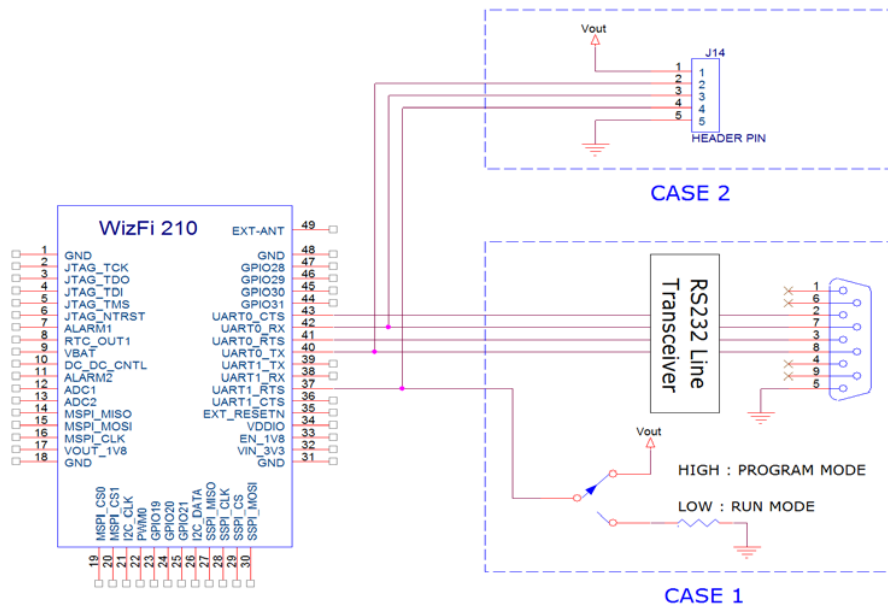 Vout
J14
1 1
2 2
3 3
4 4
5 5
HEADER PIN
CASE 2
WizFi 210
EXT-ANT 49
1 GND
2 JTAG_TCK
3 JTAG_TDO
4 JTAG_TDI
5 JTAG_TMS
6 JTAG_NTRST
7 ALARM1
8 RTC_OUT1
9 VBAT
10 DC_DC_CNTL
11 ALARM2
12 ADC1
13 ADC2
14 MSPI_MISO
15 MSPI_MOSI
16 MSPI_CLK
17 VOUT_1V8
18 GND
GND 48
GPIO28 47
GPIO29 46
GPIO30 45
GPIO31 44
UART0_CTS 43
UART0_RX 42
UART0_RTS 41
UART0_TX 40
UART1_TX 39
UART1_RX 38
UART1_RTS 37
UART1_CTS 36
EXT_RESETN 35
VDDIO 34
EN_1V8 33
VIN_3V3 32
GND 31
MSPI_CS0 19
MSPI_CS1 20
I2C_CLK 21
PWM0 22
GPIO19 23
GPIO20 24
GPIO21 25
I2C_DATA 26
SSPI_MISO 27
SSPI_CLK 28
SSPI_CS 29
SSPI_MOSI 30
RS232 Line
Transceiver
1
6
2
7
3
8
4
9
5
Vout
HIGH : PROGRAM MODE
LOW : RUN MODE
CASE 1